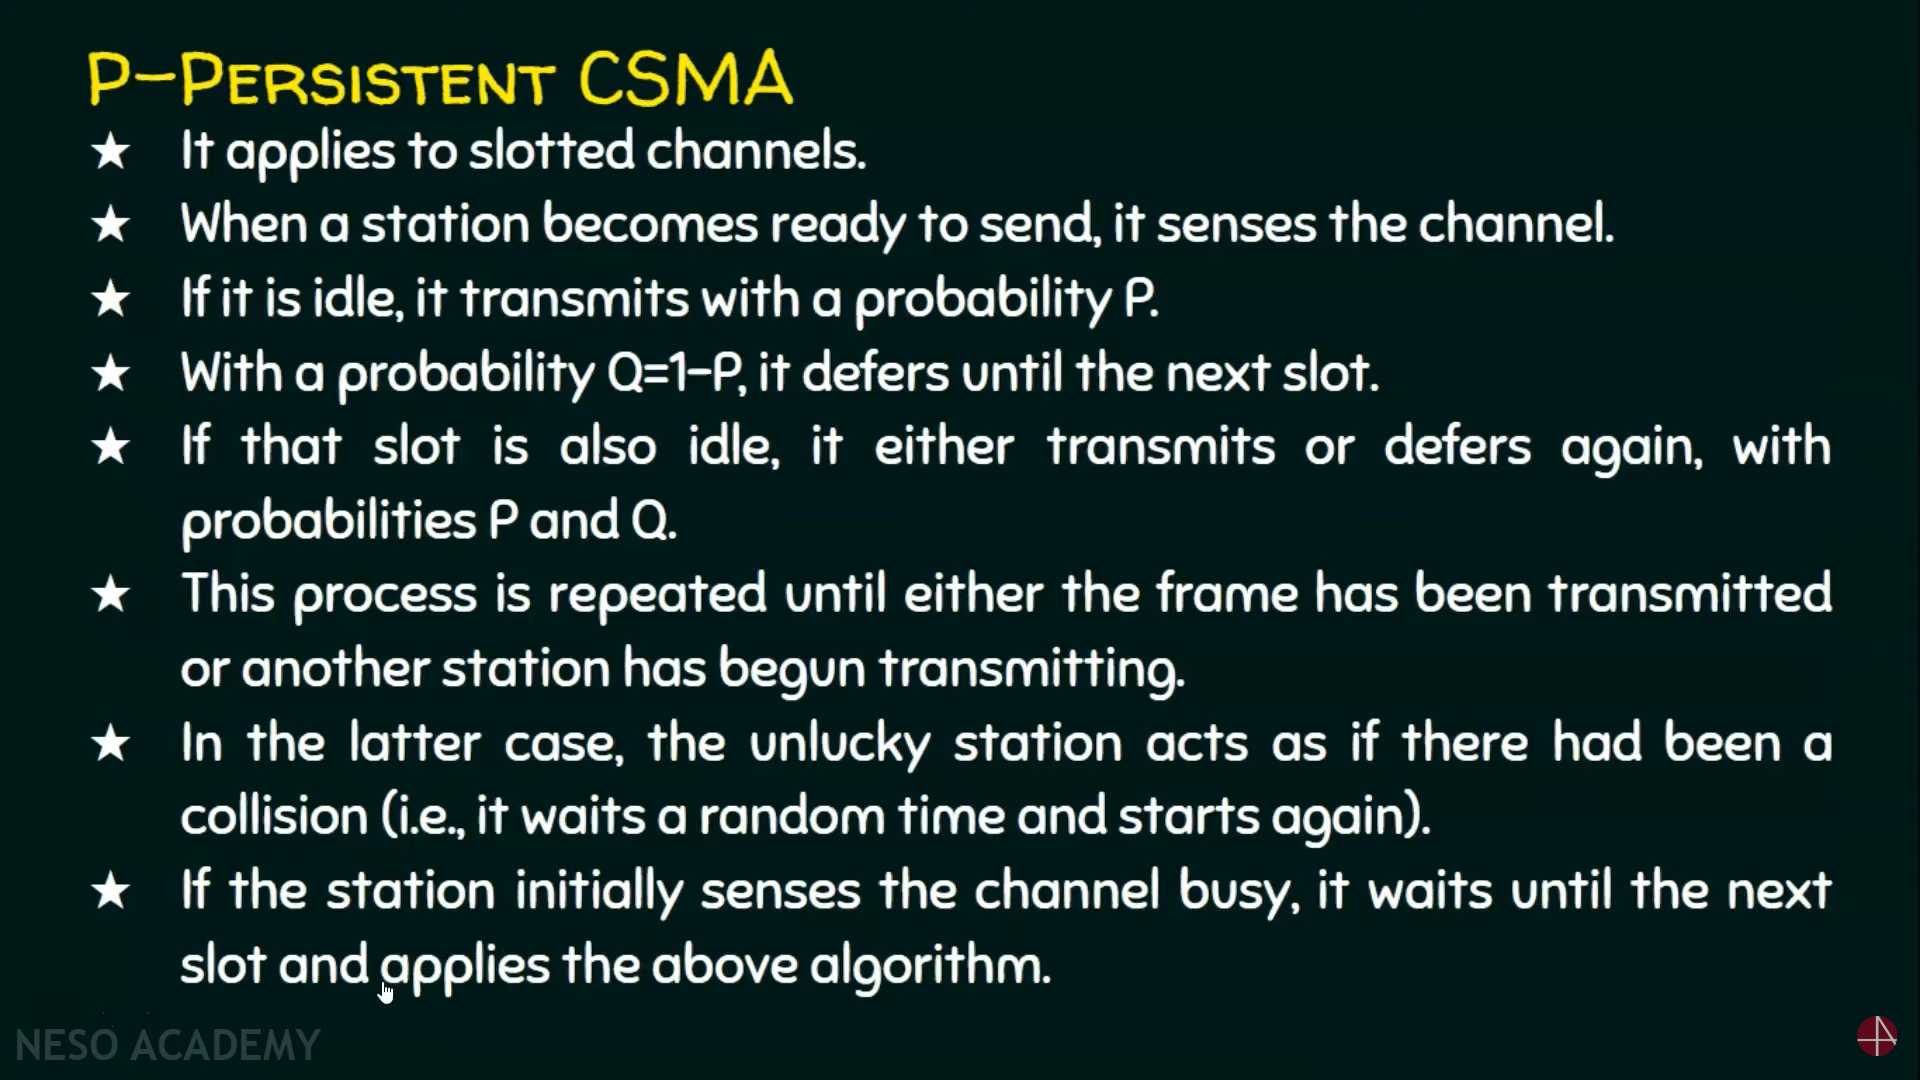 P-Persistent CSMA
★ It applies to slotted channels.
★ When a station becomes ready to send, it senses the channel.
★ If it is idle, it transmits with a probability P.
★ With a probability Q=1-P, it defers until the next slot.
★ If that slot is also idle, it either transmits or defers again, with
probabilities P and Q.
★ This process is repeated until either the frame has been transmitted
or another station has begun transmitting.
★ In the latter case, the unlucky station acts as if there had been a
collision (i.e., it waits a random time and starts again).
★ If the station initially senses the channel busy, it waits until the next
slot and applies the above algorithm.
NESO ACADEMY